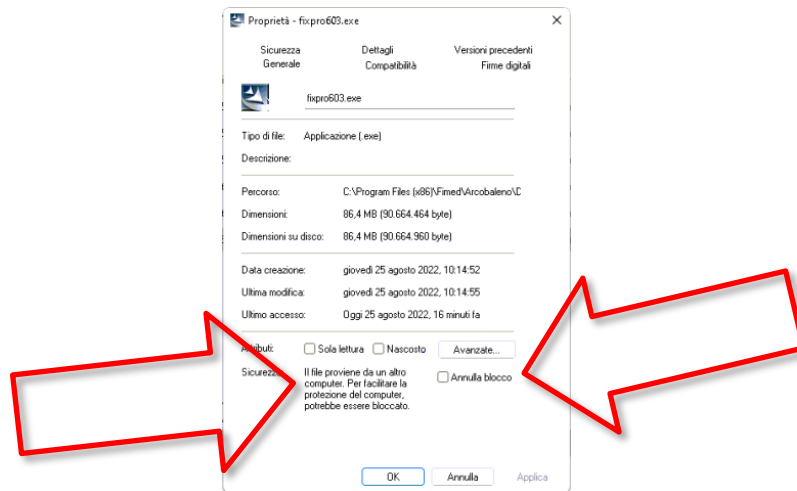 Proprietà - fixpro603.exe
Sicurezza Dettagli Versioni precedenti
Generale Compatibilità Firme digitali
fixpro603.exe
Tipo di file: Applicazione (.exe)
Descrizione:
Percorso: C:\Program Files (x86)\Fimed\Arcobaleno\D
Dimensioni: 86,4 MB (90.664.464 byte)
Dimensioni su disco: 86,4 MB (90.664.960 byte)
Data creazione: giovedì 25 agosto 2022, 10:14:52
Ultima modifica: giovedì 25 agosto 2022, 10:14:55
Ultimo accesso: Oggi 25 agosto 2022, 16 minuti fa
Attributi: Sola lettura Nascosto Avanzate...
Sicurezza: Il file proviene da un altro
computer. Per facilitare la
protezione del computer,
potrebbe essere bloccato.
Annulla blocco
OK Annulla Applica